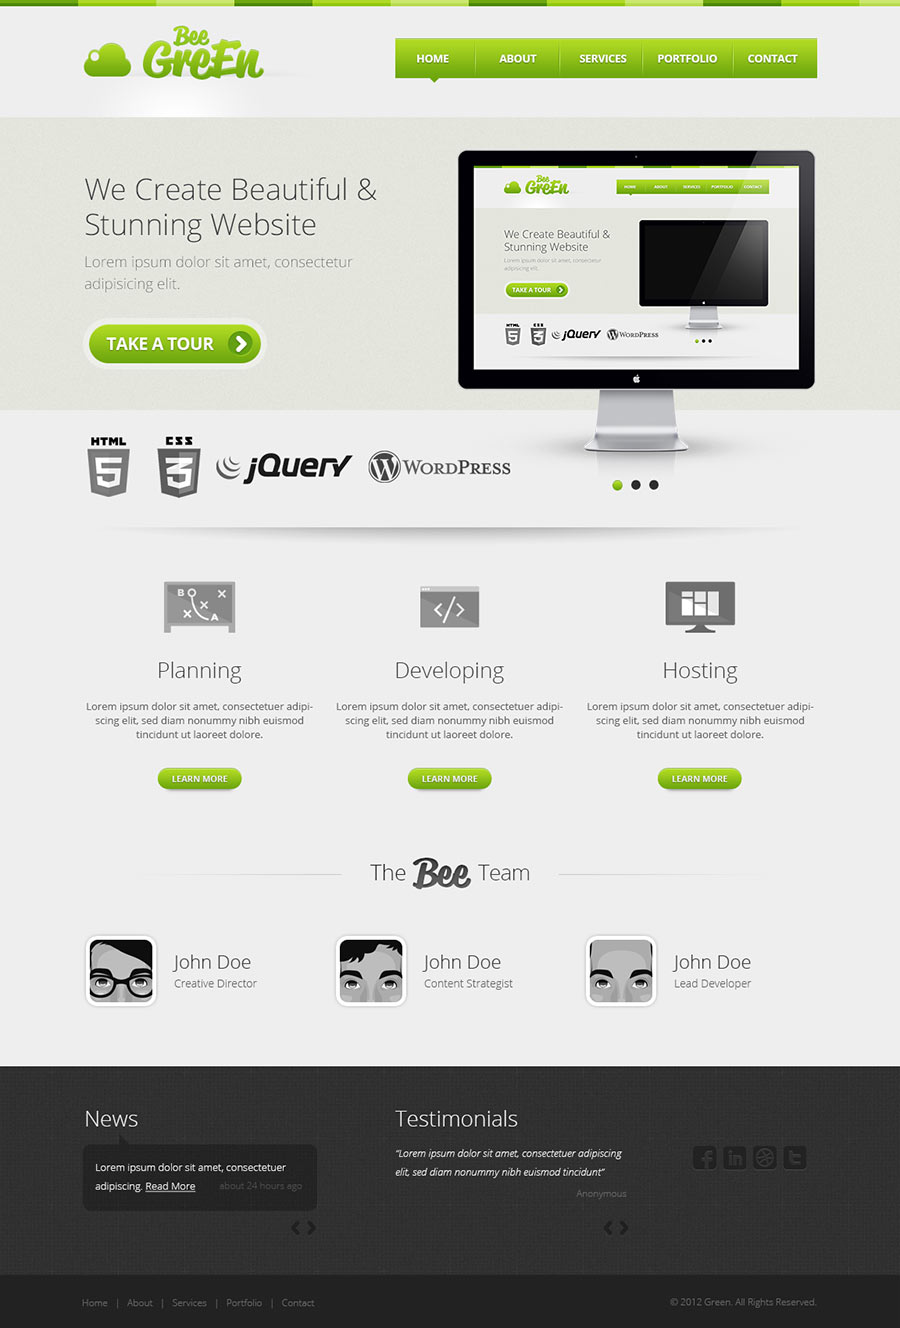 Bee
GreEn
HOME ABOUT SERVICES PORTFOLIO CONTACT
We Create Beautiful &
Stunning Website
Lorem ipsum dolor sit amet, consectetur
adipisicing elit.
TAKE A TOUR
Bee
GreEn
HOME ABOUT SERVICES PORTFOLIO CONTACT
We Create Beautiful &
Stunning Website
Lorem ipsum dolor sit amet, consectetur
adipisicing elit.
TAKE A TOUR
HTML 5 CSS 3 jQuery WordPress
HTML 5 CSS 3 jQuery WordPress
B O X X X A
Planning Developing Hosting
Lorem ipsum dolor sit amet, consectetuer adipi- Lorem ipsum dolor sit amet, consectetuer adipi- Lorem ipsum dolor sit amet, consectetuer adipi-
scing elit, sed diam nonummy nibh euismod scing elit, sed diam nonummy nibh euismod scing elit, sed diam nonummy nibh euismod
tincidunt ut laoreet dolore. tincidunt ut laoreet dolore. tincidunt ut laoreet dolore.
LEARN MORE LEARN MORE LEARN MORE
The Bee Team
John Doe John Doe John Doe
Creative Director Content Strategist Lead Developer
News
Lorem ipsum dolor sit amet, consectetuer
adipiscing. Read More about 24 hours ago
Testimonials
“Lorem ipsum dolor sit amet, consectetuer adipiscing
elit, sed diam nonummy nibh euismod tincidunt”
Anonymous
Home | About | Services | Portfolio | Contact
© 2012 Green. All Rights Reserved.